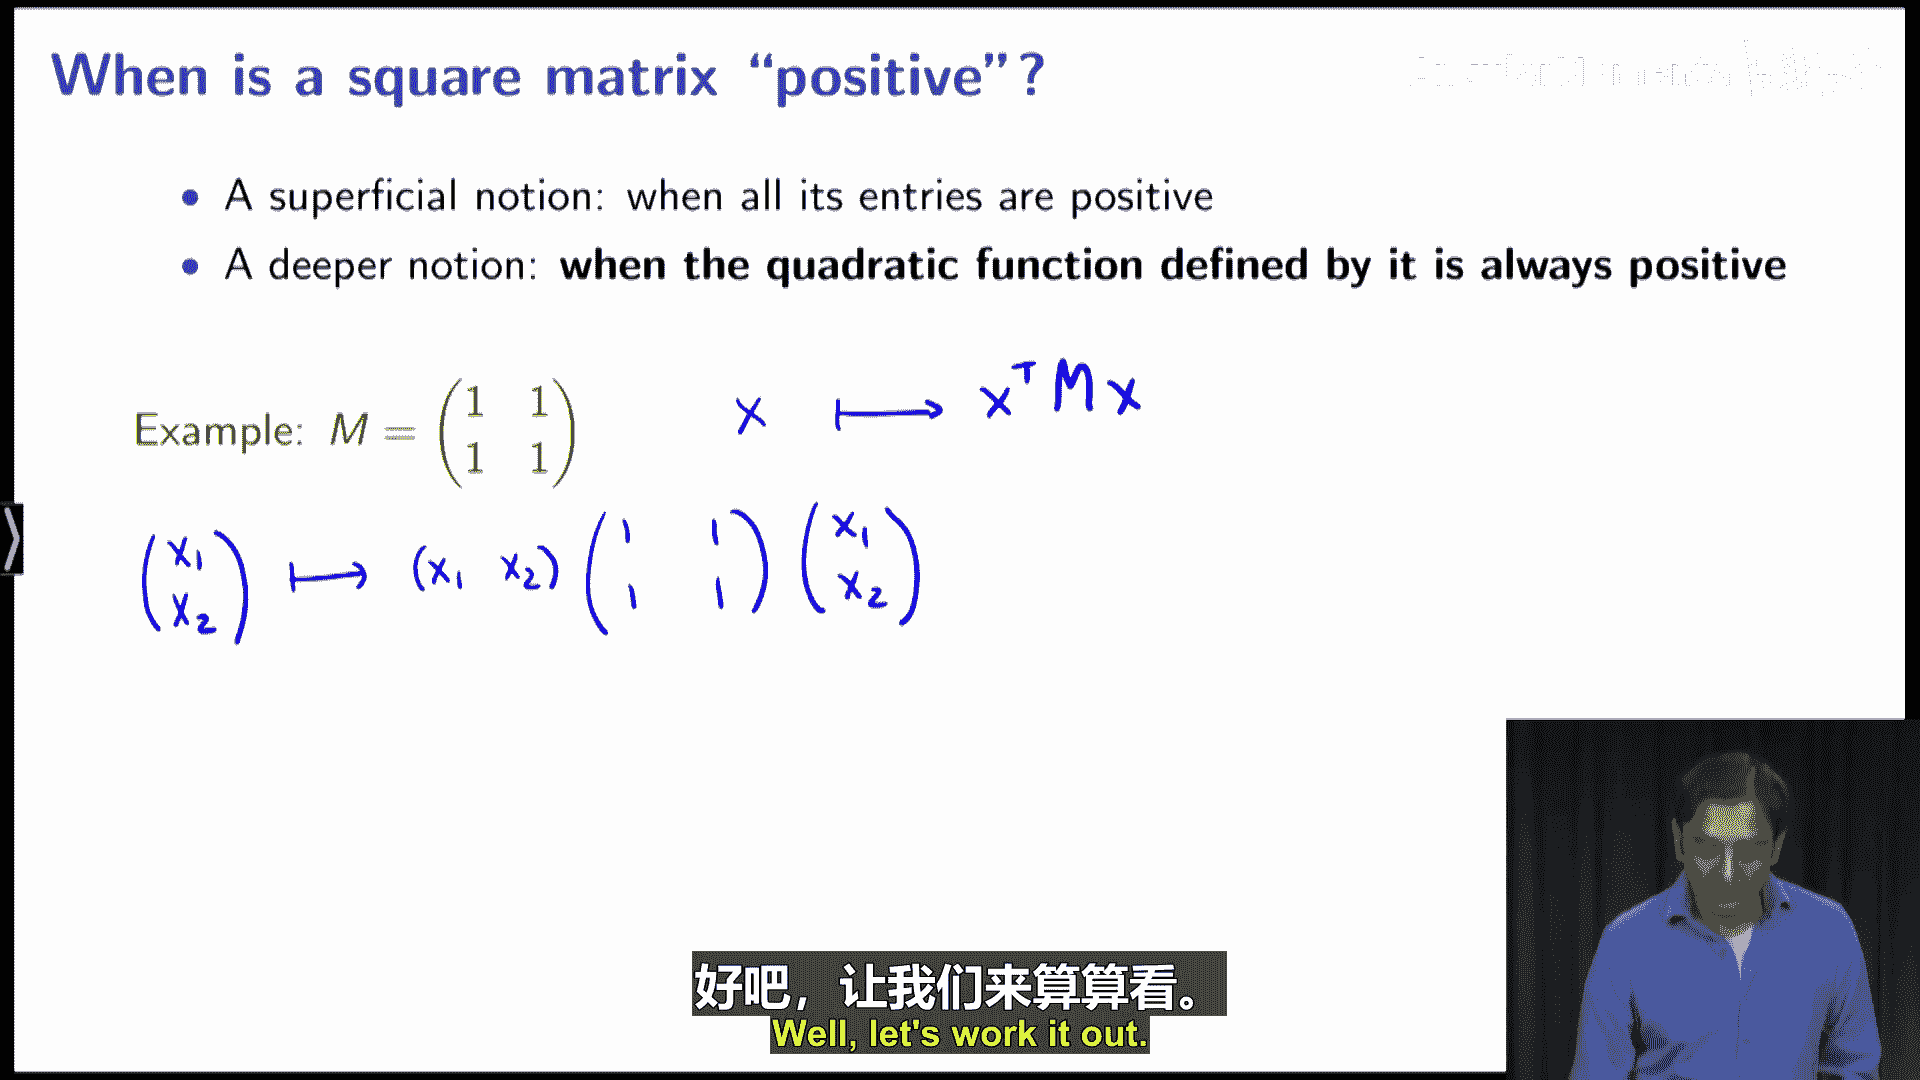 When is a square matrix “positive”?
• A superficial notion: when all its entries are positive
• A deeper notion: when the quadratic function defined by it is always positive
Example: M = (1 1
1 1)
x ↦ xᵀ M x
(x₁
x₂) ↦ (x₁ x₂) (1 1
1 1) (x₁
x₂)
好吧，让我们来算算看。
Well, let's work it out.